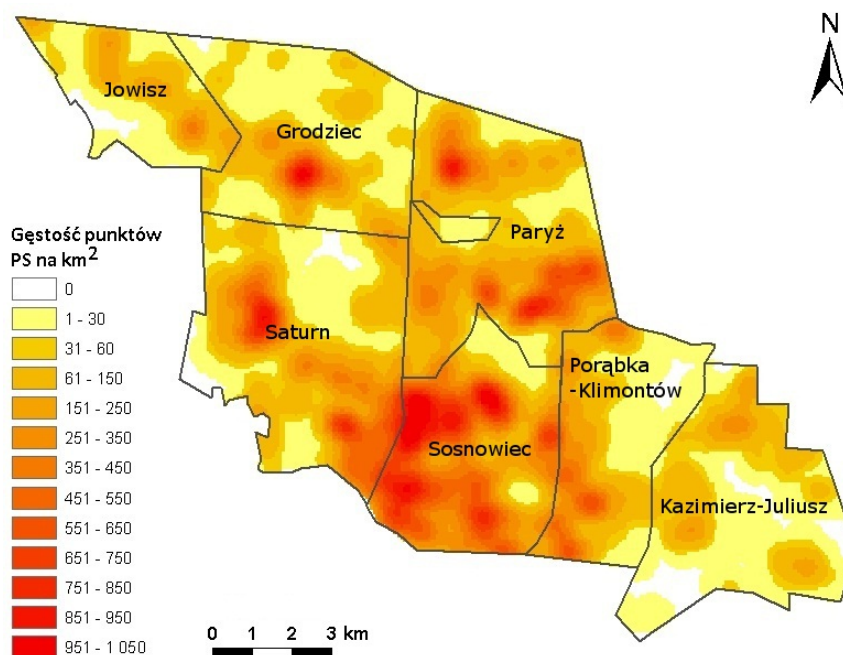 N
Jowisz
Grodziec
Paryż
Gęstość punktów
PS na km²
0
1 - 30
31 - 60
61 - 150
151 - 250
251 - 350
351 - 450
451 - 550
551 - 650
651 - 750
751 - 850
851 - 950
951 - 1 050
Saturn
Porąbka
-Klimontów
Sosnowiec
Kazimierz-Juliusz
0 1 2 3 km